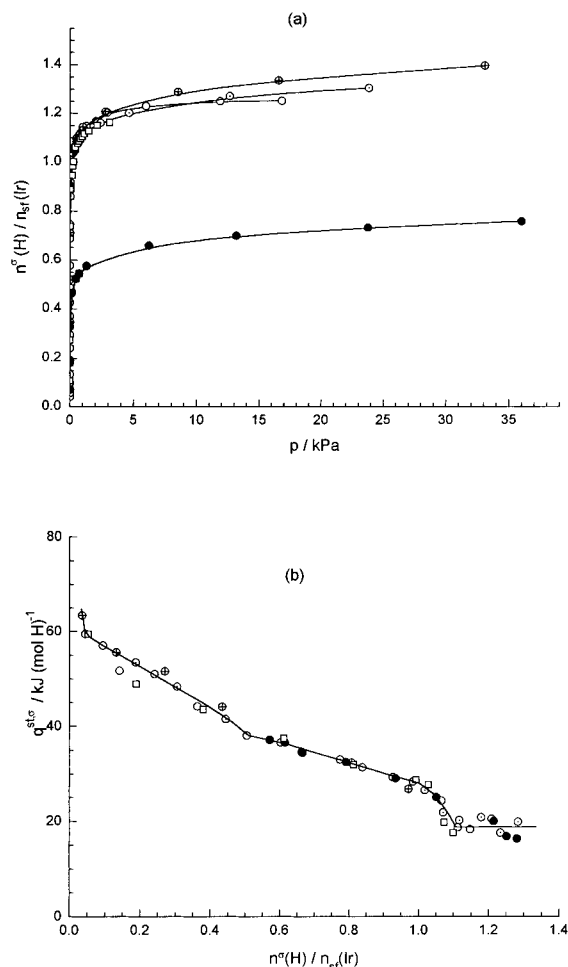 (a)
1.4
1.2
1.0
0.8
0.6
0.4
0.2
0.0
n^σ(H) / n_sf(Ir)
0 5 10 15 20 25 30 35
p / kPa
(b)
80
60
40
20
0
q^st,σ / kJ (mol H)^-1
0.0 0.2 0.4 0.6 0.8 1.0 1.2 1.4
n^σ(H) / n_sf(Ir)